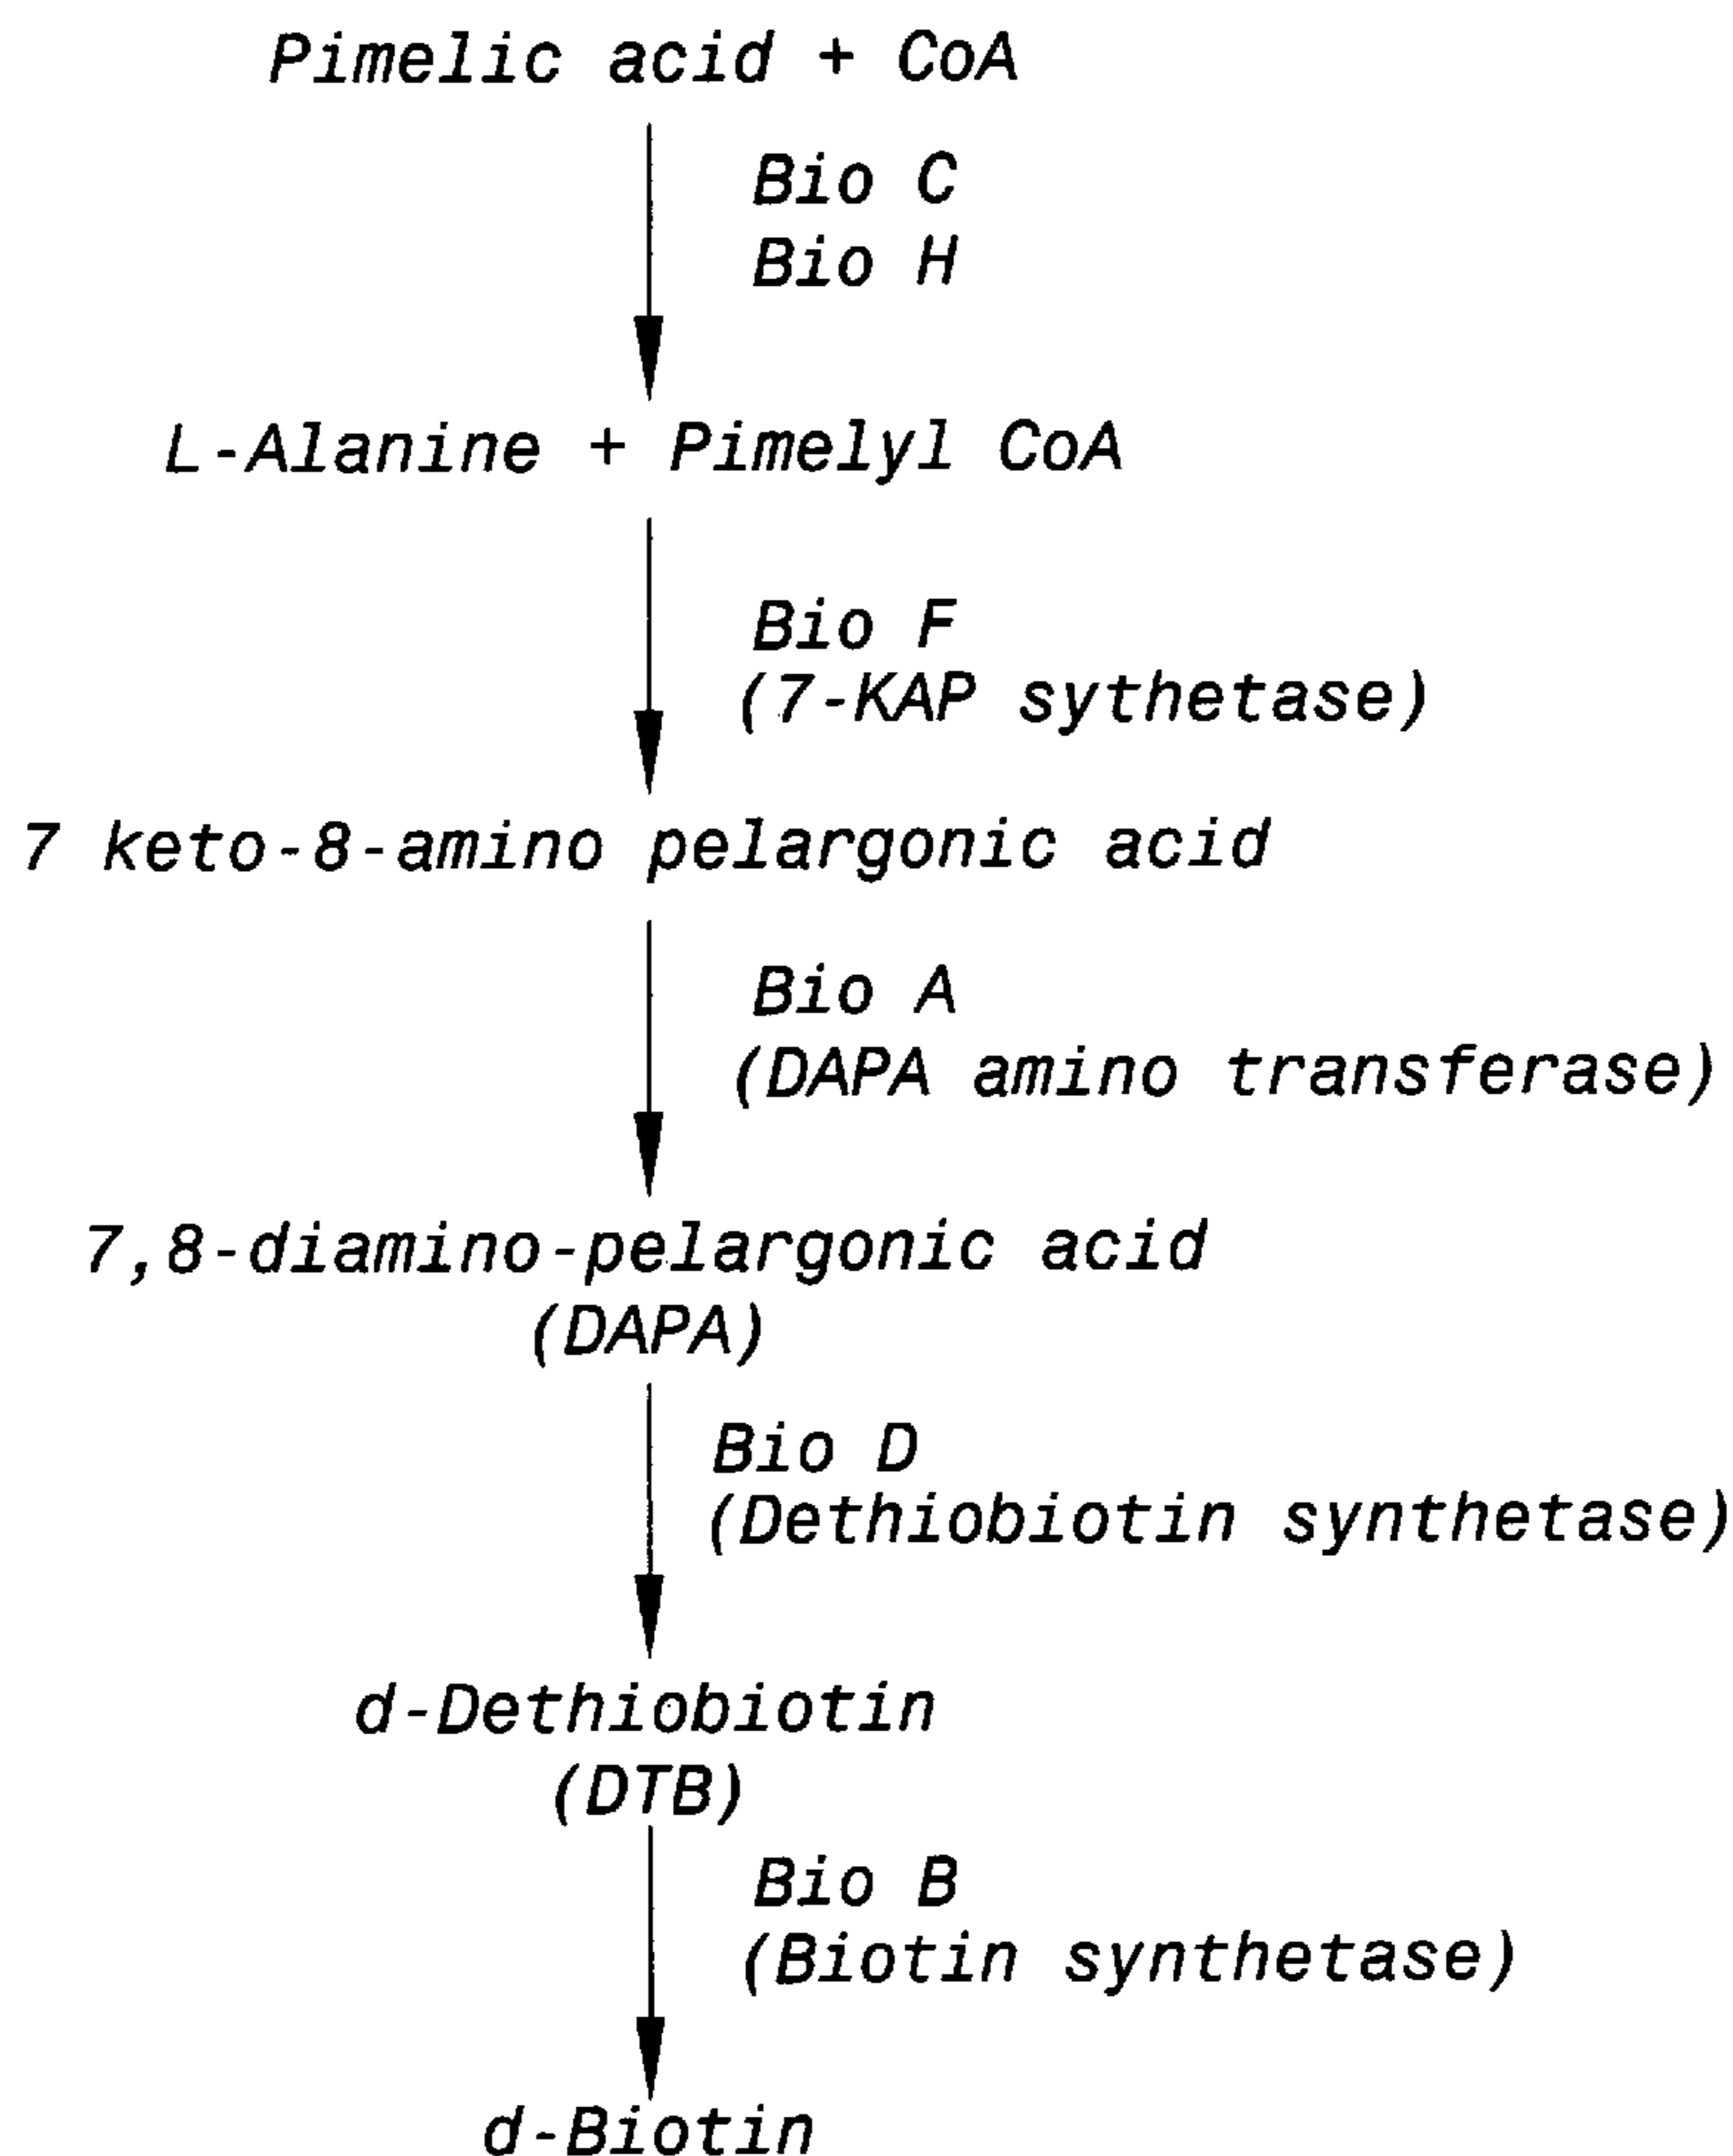 Pimelic acid + CoA
Bio C
Bio H
L-Alanine + Pimelyl CoA
Bio F
(7-KAP sythetase)
7 keto-8-amino pelargonic acid
Bio A
(DAPA amino transferase)
7,8-diamino-pelargonic acid
(DAPA)
Bio D
(Dethiobiotin synthetase)
d-Dethiobiotin
(DTB)
Bio B
(Biotin synthetase)
d-Biotin